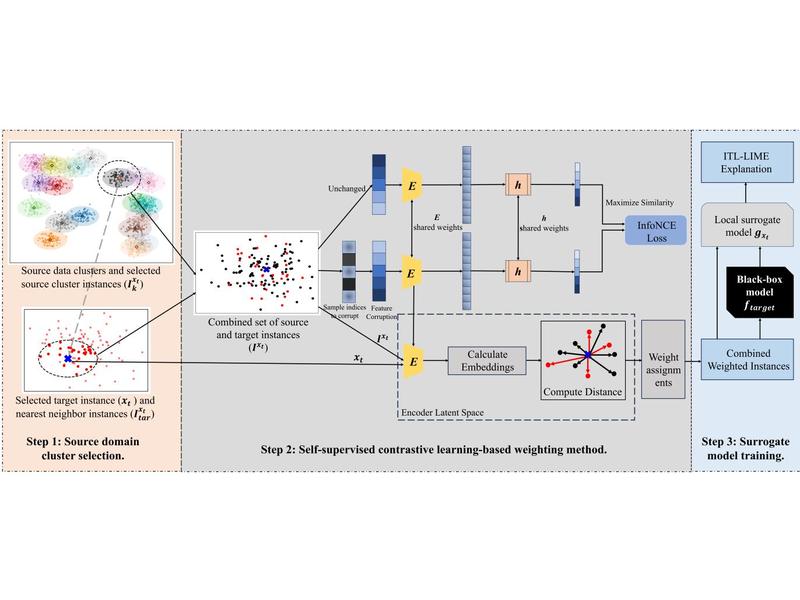 Source data clusters and selected
source cluster instances (I_k^{x_t})
Selected target instance (x_t) and
nearest neighbor instances (I_{tar}^{x_t})
Step 1: Source domain
cluster selection.
Combined set of source
and target instances
(I^{x_t})
Unchanged
Sample indices
to corrupt
Feature
Corruption
E
E
E
shared weights
h
h
h
shared weights
Maximize Similarity
InfoNCE
Loss
I^{x_t}
x_t
E
Calculate
Embeddings
Compute Distance
Encoder Latent Space
Weight
assignm
ents
Step 2: Self-supervised contrastive learning-based weighting method.
ITL-LIME
Explanation
Local surrogate
model g_{x_t}
Black-box
model
f_{target}
Combined
Weighted Instances
Step 3: Surrogate
model training.